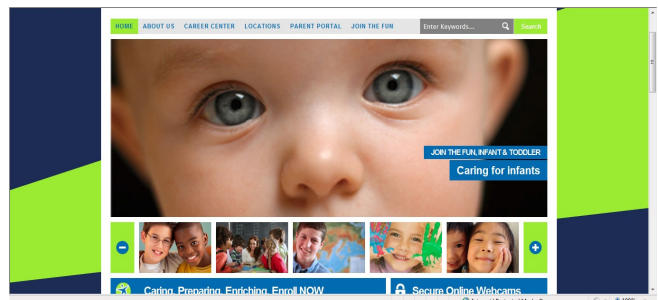 HOME ABOUT US CAREER CENTER LOCATIONS PARENT PORTAL JOIN THE FUN Enter Keywords... Search
JOIN THE FUN, INFANT & TODDLER
Caring for infants
Caring, Preparing, Enriching, Enroll NOW Secure Online Webcams